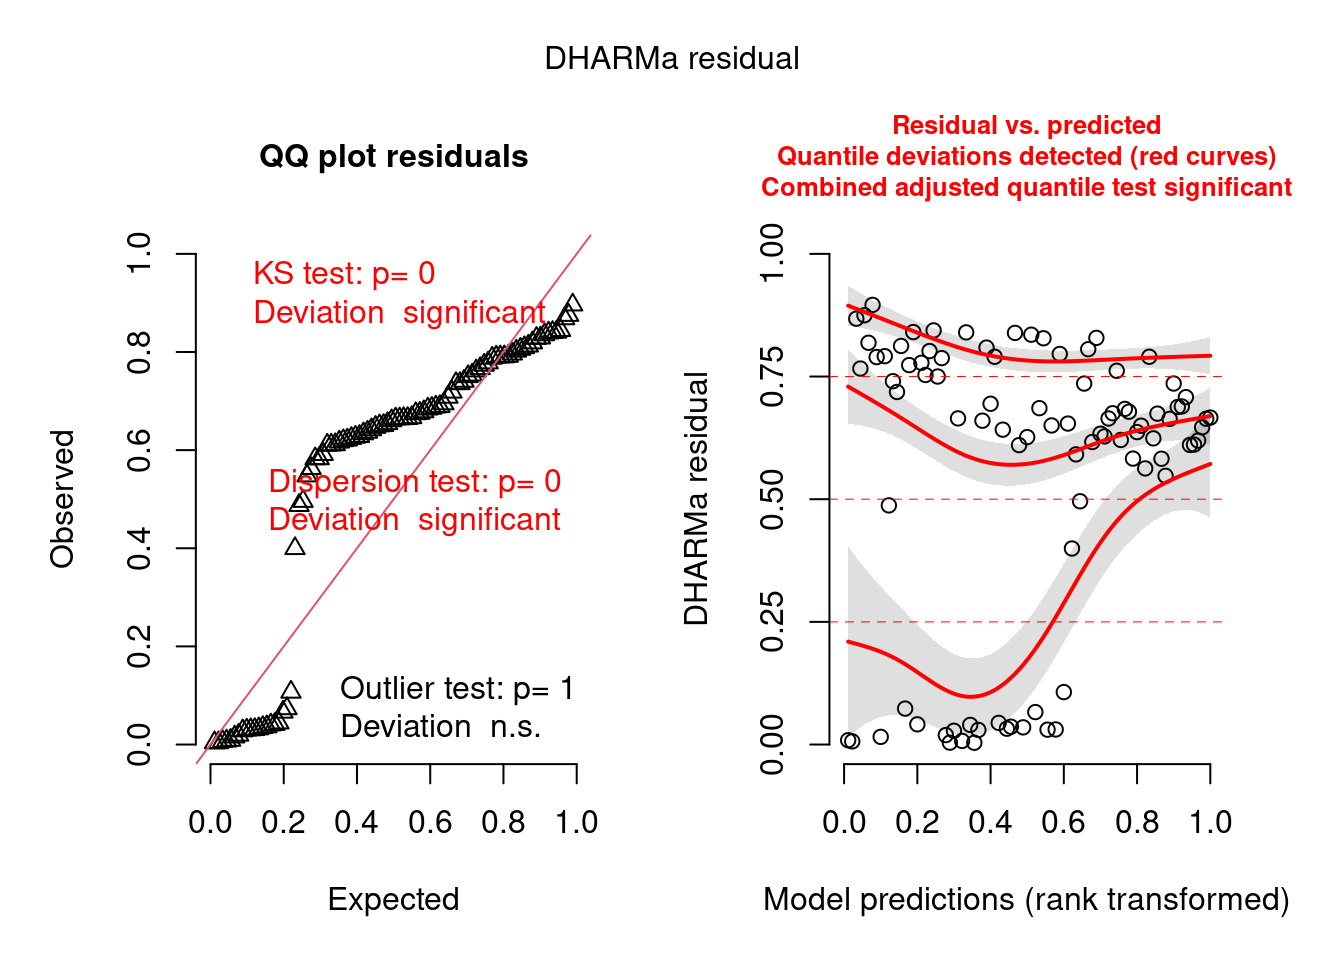 DHARMa residual
QQ plot residuals
KS test: p= 0
Deviation  significant
Dispersion test: p= 0
Deviation  significant
Outlier test: p= 1
Deviation  n.s.
Observed
0.0 0.2 0.4 0.6 0.8 1.0
0.0 0.2 0.4 0.6 0.8 1.0
Expected
Residual vs. predicted
Quantile deviations detected (red curves)
Combined adjusted quantile test significant
DHARMa residual
0.00 0.25 0.50 0.75 1.00
0.0 0.2 0.4 0.6 0.8 1.0
Model predictions (rank transformed)